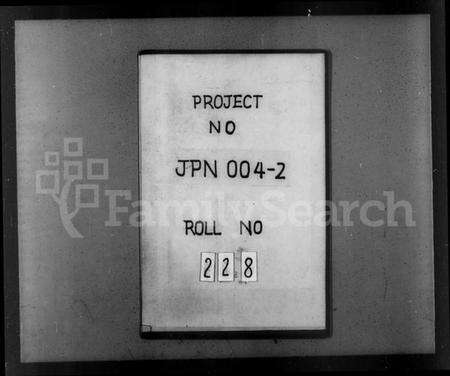 PROJECT
NO
JPN 004-2
FamilySearch
ROLL NO
228